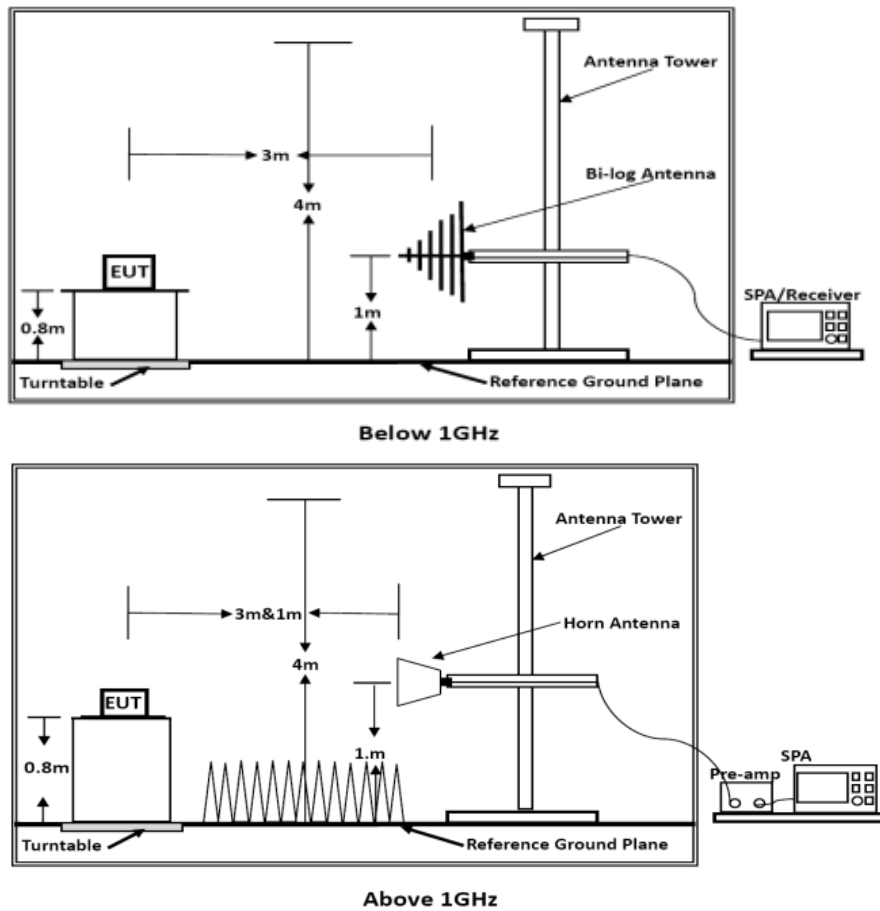 Antenna Tower
3m
Bi-log Antenna
4m
EUT
SPA/Receiver
0.8m
1m
Turntable
Reference Ground Plane
Below 1GHz
Antenna Tower
3m&1m
Horn Antenna
4m
EUT
1.m
0.8m
SPA
Pre-amp
Turntable
Reference Ground Plane
Above 1GHz